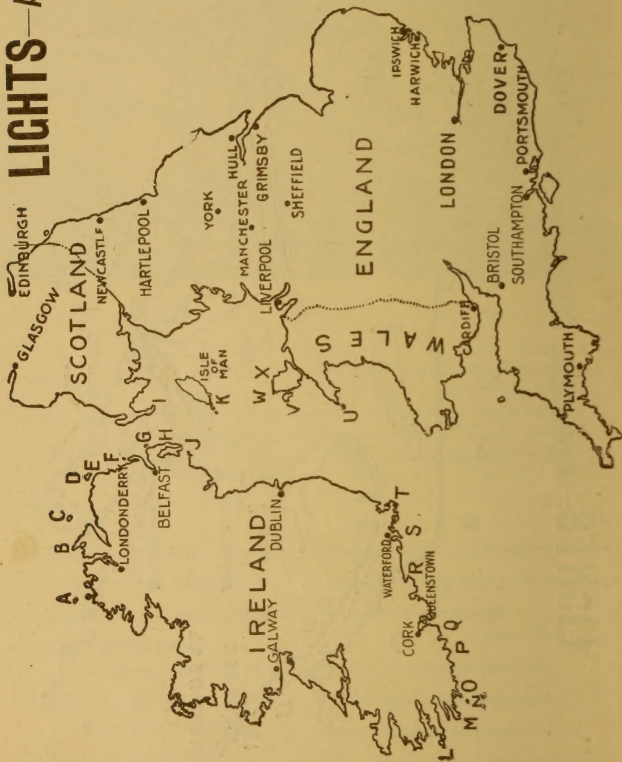 LIGHTS—
EDINBURGH
GLASGOW
SCOTLAND
NEWCASTLE
HARTLEPOOL
YORK
HULL
MANCHESTER
GRIMSBY
LIVERPOOL
SHEFFIELD
ISLE
OF
MAN
I
K
W X
V
U
WALES
CARDIFF
ENGLAND
IPSWICH
HARWICH
LONDON
DOVER
BRISTOL
SOUTHAMPTON
PORTSMOUTH
PLYMOUTH
A
B
C
D
E
F
G
H
J
LONDONDERRY
BELFAST
IRELAND
DUBLIN
GALWAY
WATERFORD
T
S
R
CORK
QUEENSTOWN
Q
P
O
N
M
L